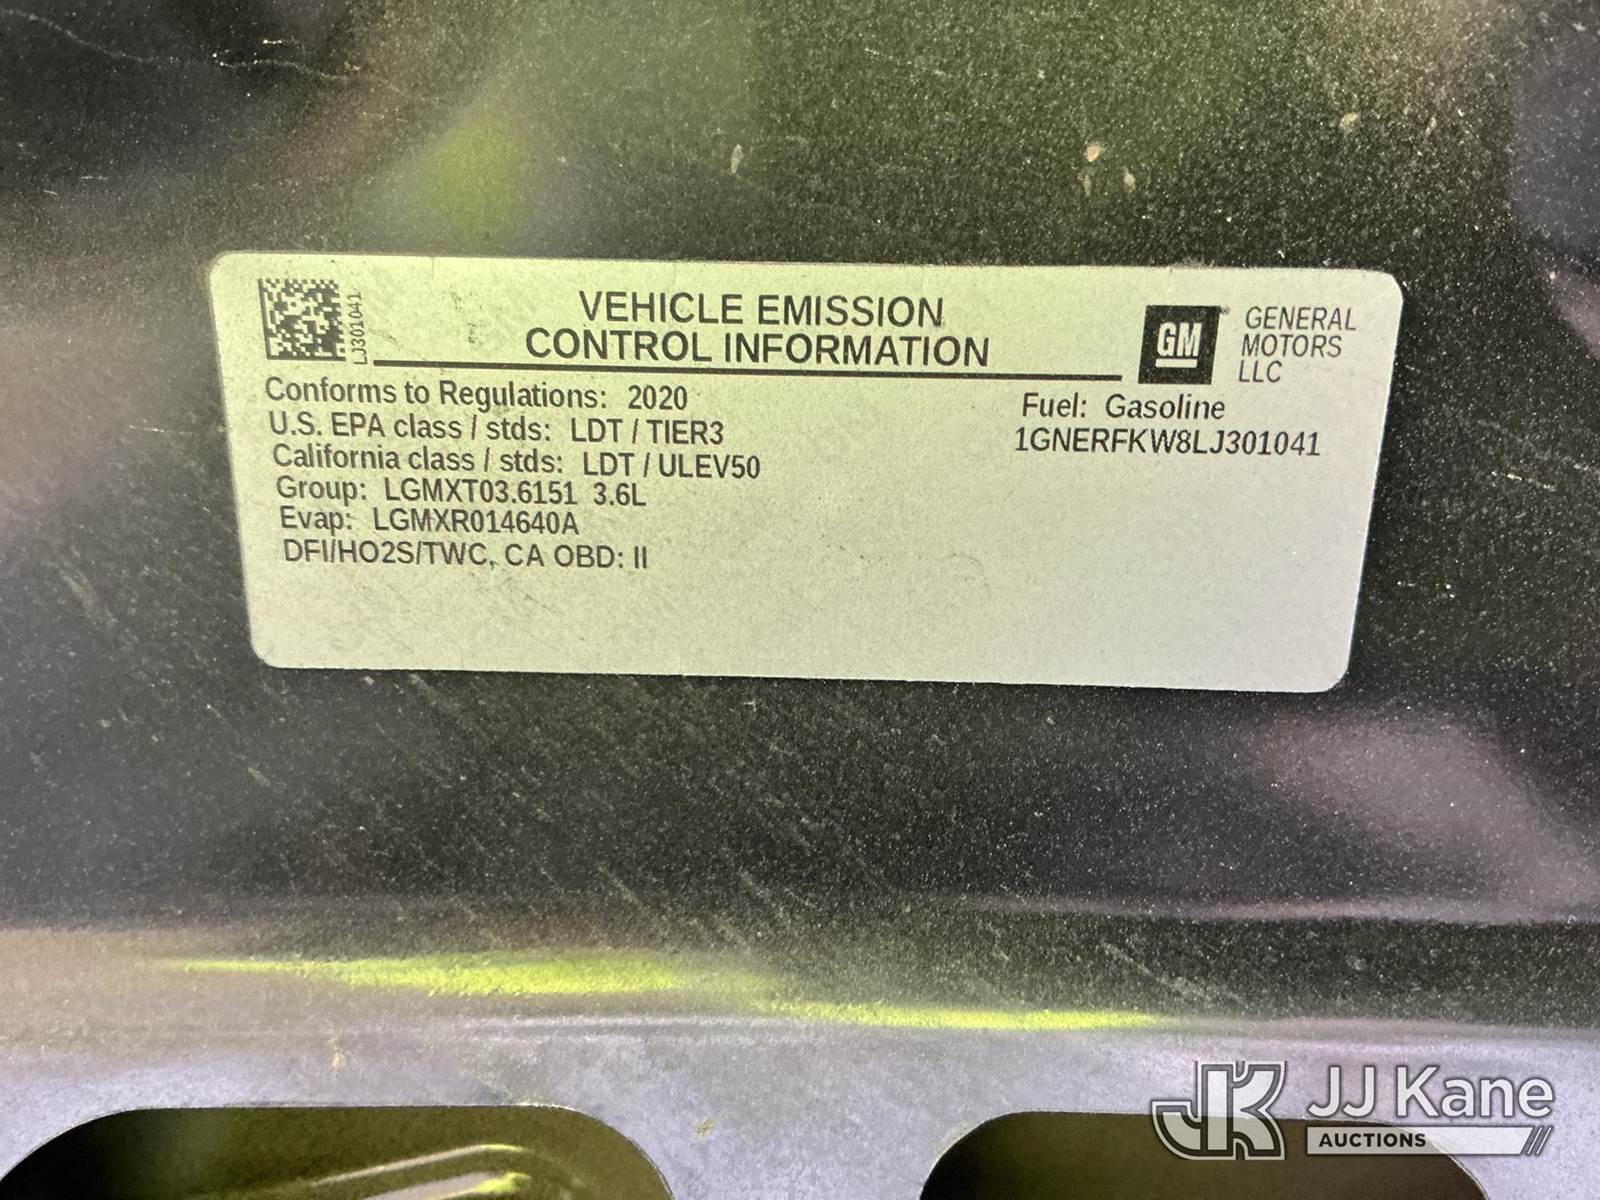 LJ301041
VEHICLE EMISSION
CONTROL INFORMATION
GM
GENERAL
MOTORS
LLC
Conforms to Regulations: 2020
U.S. EPA class / stds: LDT / TIER3
California class / stds: LDT / ULEV50
Group: LGMXT03.6151 3.6L
Evap: LGMXR014640A
DFI/HO2S/TWC, CA OBD: II
Fuel: Gasoline
1GNERFKW8LJ301041
JK JJ Kane
AUCTIONS